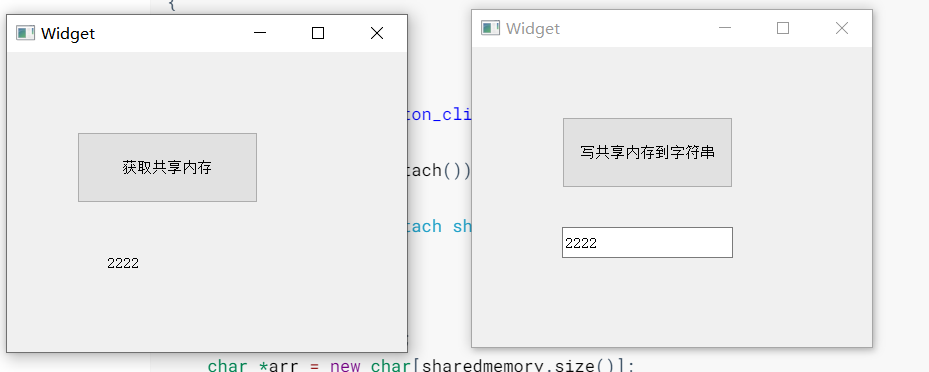 {
Widget
Widget
ton_cli
获取共享内存
写共享内存到字符串
tach())
tach sh
2222
2222
char *arr = new char[sharedmemory.size()];